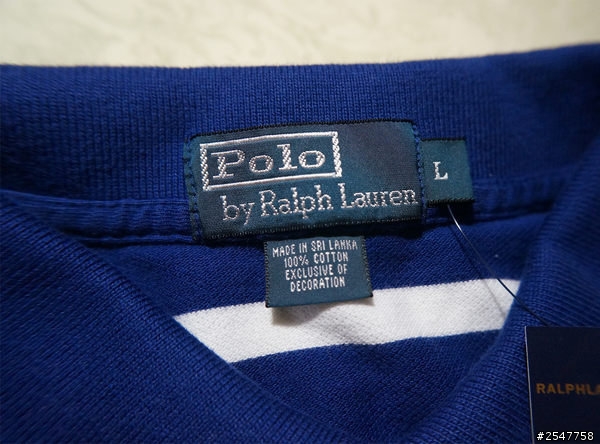 Polo
by Ralph Lauren
L
MADE IN SRI LANKA
100% COTTON
EXCLUSIVE OF
DECORATION
RALPHLA
#2547758